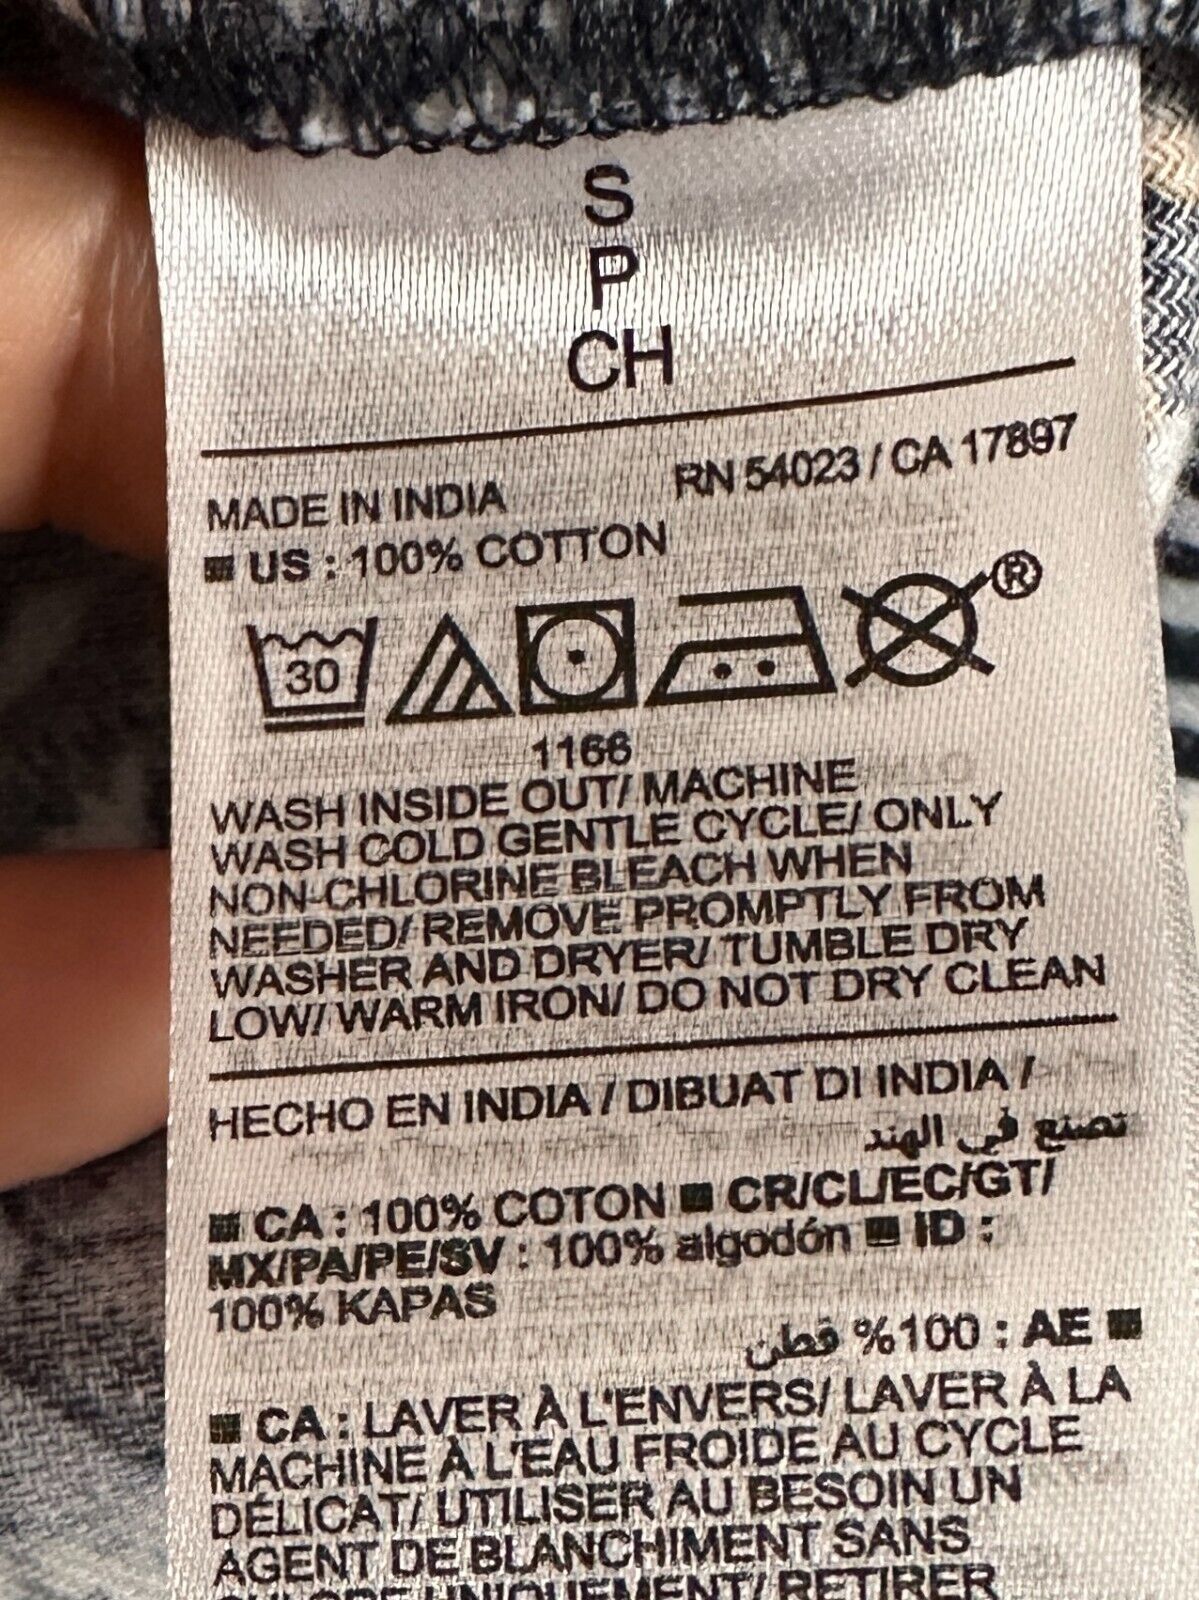 S
P
CH
MADE IN INDIA RN 54023 / CA 17897
US : 100% COTTON
30 ®
1166
WASH INSIDE OUT/ MACHINE
WASH COLD GENTLE CYCLE/ ONLY
NON-CHLORINE BLEACH WHEN
NEEDED/ REMOVE PROMPTLY FROM
WASHER AND DRYER/ TUMBLE DRY
LOW/ WARM IRON/ DO NOT DRY CLEAN
HECHO EN INDIA / DIBUAT DI INDIA /
تصنع في الهند
CA : 100% COTON ■ CR/CL/EC/GT/
MX/PA/PE/SV : 100% algodón ■ ID :
100% KAPAS
■ AE : 100% قطن
■ CA : LAVER À L'ENVERS/ LAVER À LA
MACHINE À L'EAU FROIDE AU CYCLE
DÉLICAT/ UTILISER AU BESOIN UN
AGENT DE BLANCHIMENT SANS
CHLORE UNIQUEMENT/ RETIRER